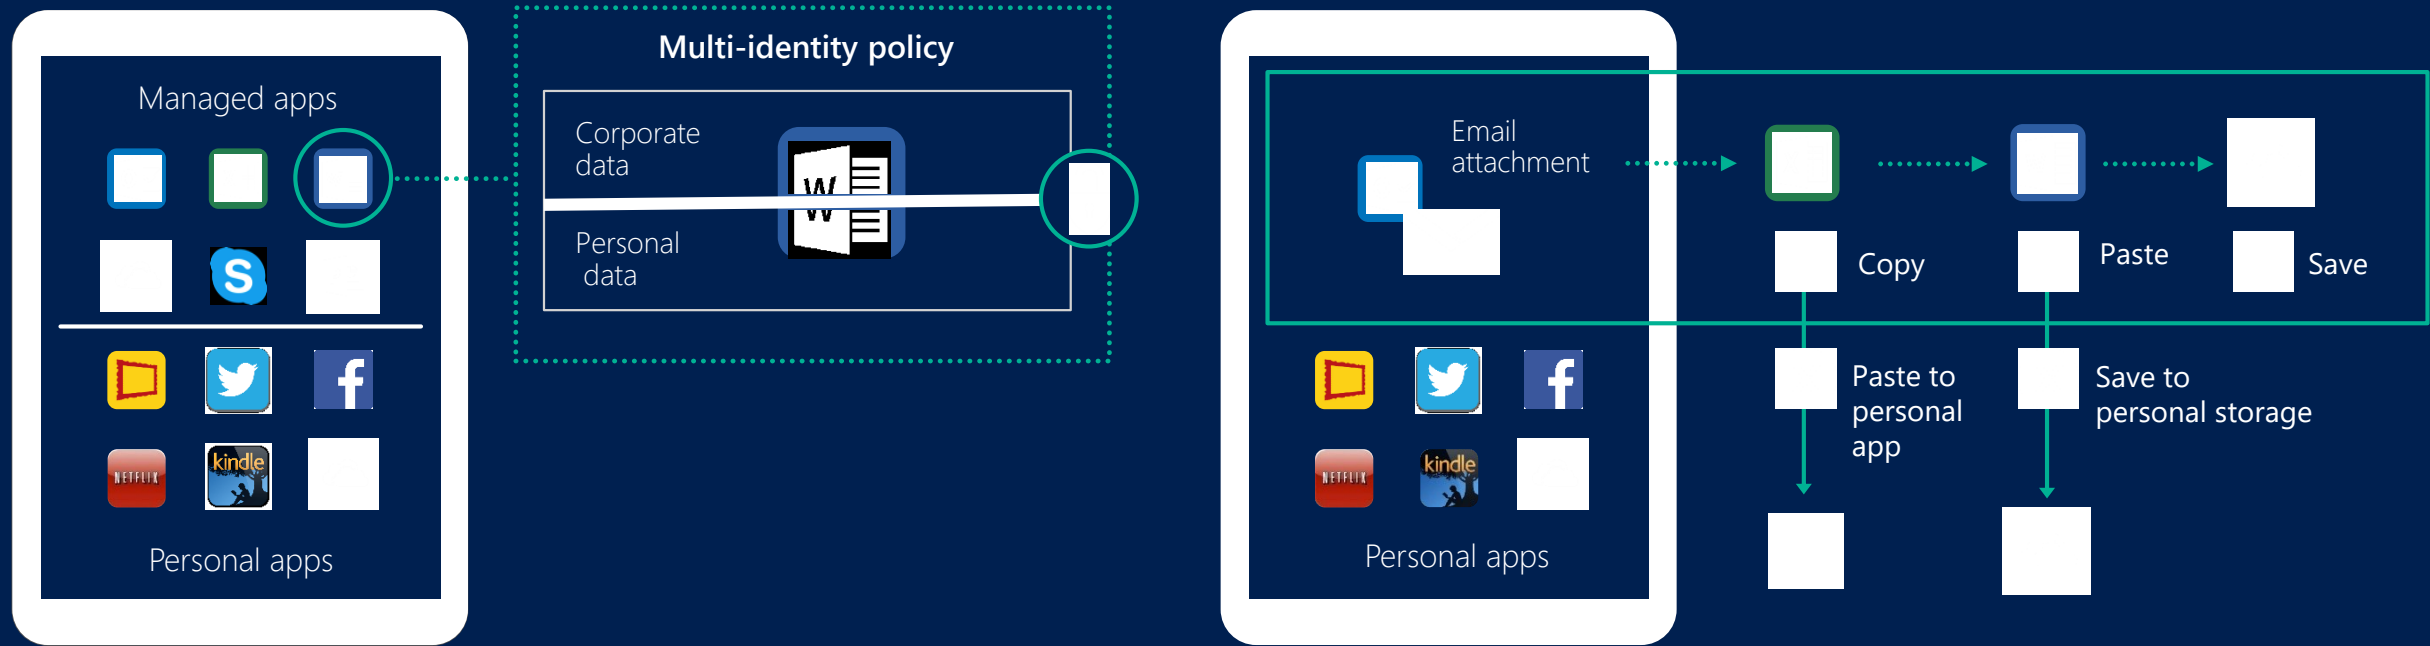 Managed apps
S
NETFLIX
kindle
Personal apps
Multi-identity policy
Corporate
data
W
Personal
data
Email
attachment
Copy
Paste
Save
NETFLIX
kindle
Personal apps
Paste to
personal
app
Save to
personal storage